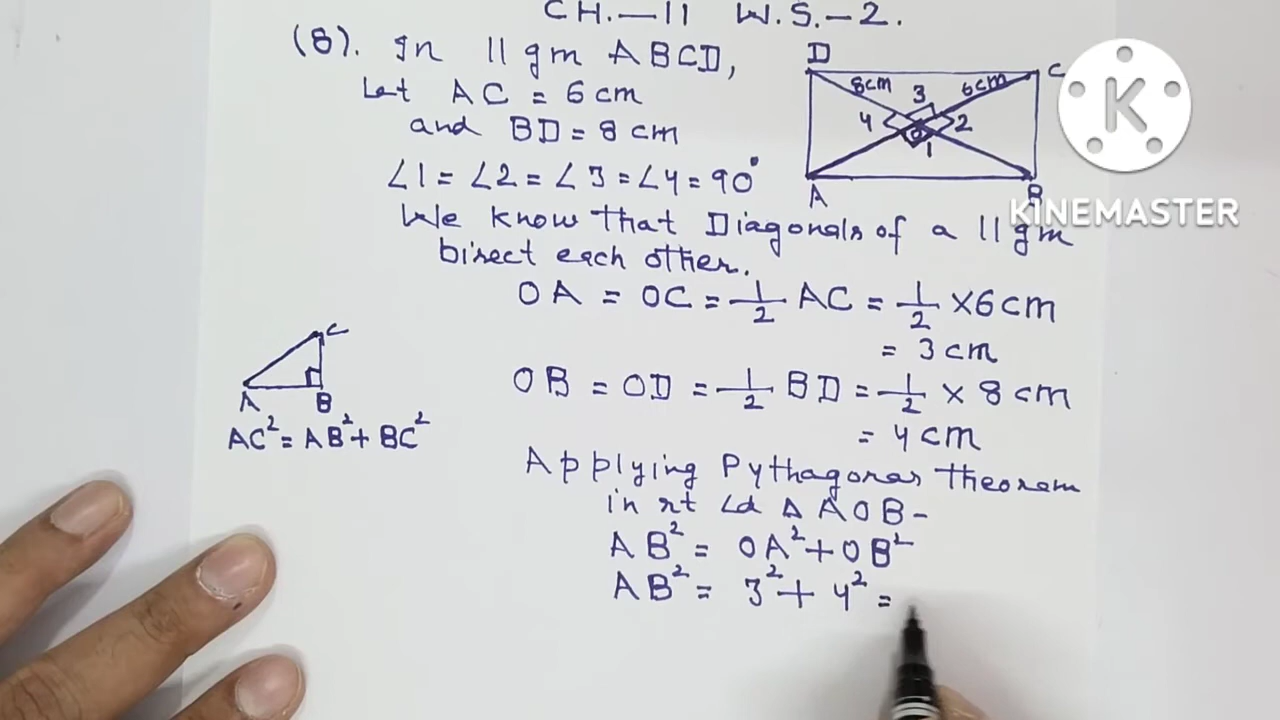 CH.—11 W.S.-2.
(8). In 11 gm ABCD,
Let AC = 6 cm
and BD = 8 cm
∠1 = ∠2 = ∠3 = ∠4 = 90°
We know that Diagonals of a 11 gm
bisect each other.
OA = OC = 1/2 AC = 1/2 ×6 cm
= 3 cm
OB = OD = 1/2 BD = 1/2 × 8 cm
= 4 cm
Applying Pythagoras theorem
in rt ∠d Δ AOB-
AB² = OA² + OB²
AB² = 3² + 4² =
D
C
8cm
3
6cm
4
2
O
1
A
B
K
KINEMASTER
C
A
B
AC² = AB² + BC²